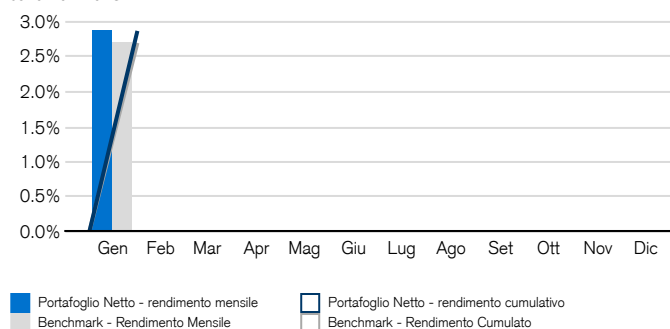 3.0%
2.5%
2.0%
1.5%
1.0%
0.5%
0.0%
Gen Feb Mar Apr Mag Giu Lug Ago Set Ott Nov Dic
Portafoglio Netto - rendimento mensile Portafoglio Netto - rendimento cumulativo
Benchmark - Rendimento Mensile Benchmark - Rendimento Cumulato